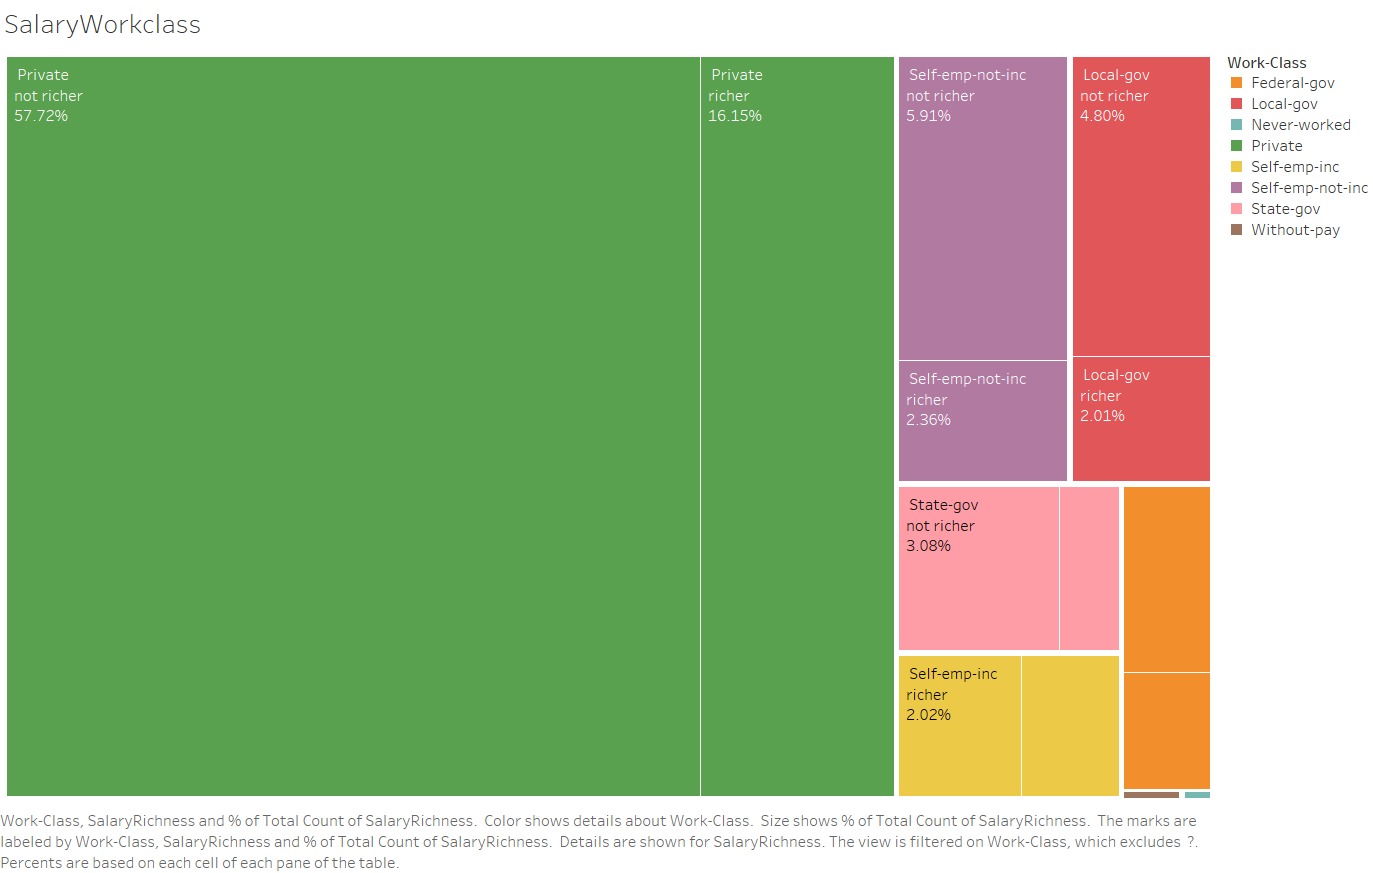 SalaryWorkclass
Private
not richer
57.72%
Private
richer
16.15%
Self-emp-not-inc
not richer
5.91%
Local-gov
not richer
4.80%
Self-emp-not-inc
richer
2.36%
Local-gov
richer
2.01%
State-gov
not richer
3.08%
Self-emp-inc
richer
2.02%
Work-Class
Federal-gov
Local-gov
Never-worked
Private
Self-emp-inc
Self-emp-not-inc
State-gov
Without-pay
Work-Class, SalaryRichness and % of Total Count of SalaryRichness. Color shows details about Work-Class. Size shows % of Total Count of SalaryRichness. The marks are
labeled by Work-Class, SalaryRichness and % of Total Count of SalaryRichness. Details are shown for SalaryRichness. The view is filtered on Work-Class, which excludes ?.
Percents are based on each cell of each pane of the table.